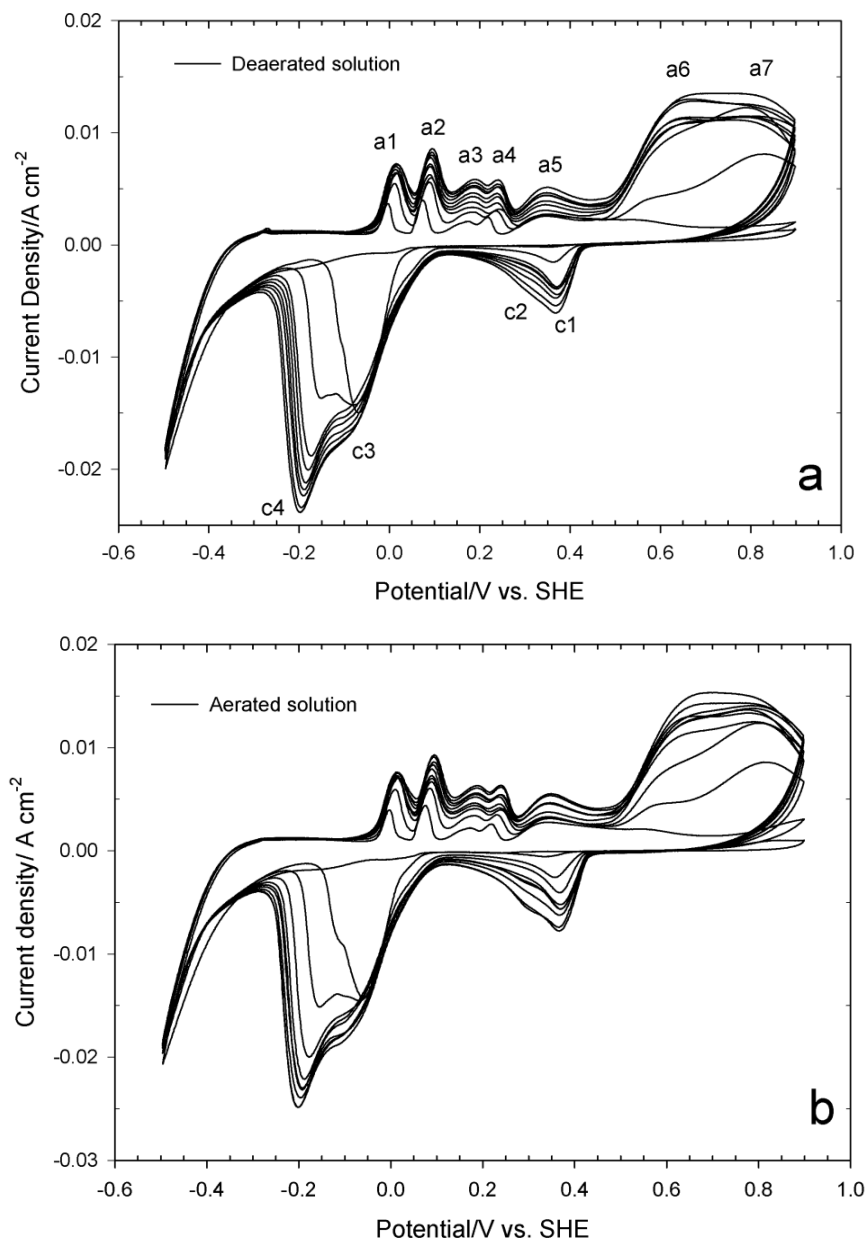 0.02
Deaerated solution
a6 a7
0.01
a1 a2 a3 a4 a5
0.00
c2 c1
-0.01
c3
-0.02
c4
a
-0.6 -0.4 -0.2 0.0 0.2 0.4 0.6 0.8 1.0
Current Density/A cm-2
Potential/V vs. SHE
0.02
Aerated solution
0.01
0.00
-0.01
-0.02
b
-0.03
-0.6 -0.4 -0.2 0.0 0.2 0.4 0.6 0.8 1.0
Current density/ A cm-2
Potential/V vs. SHE